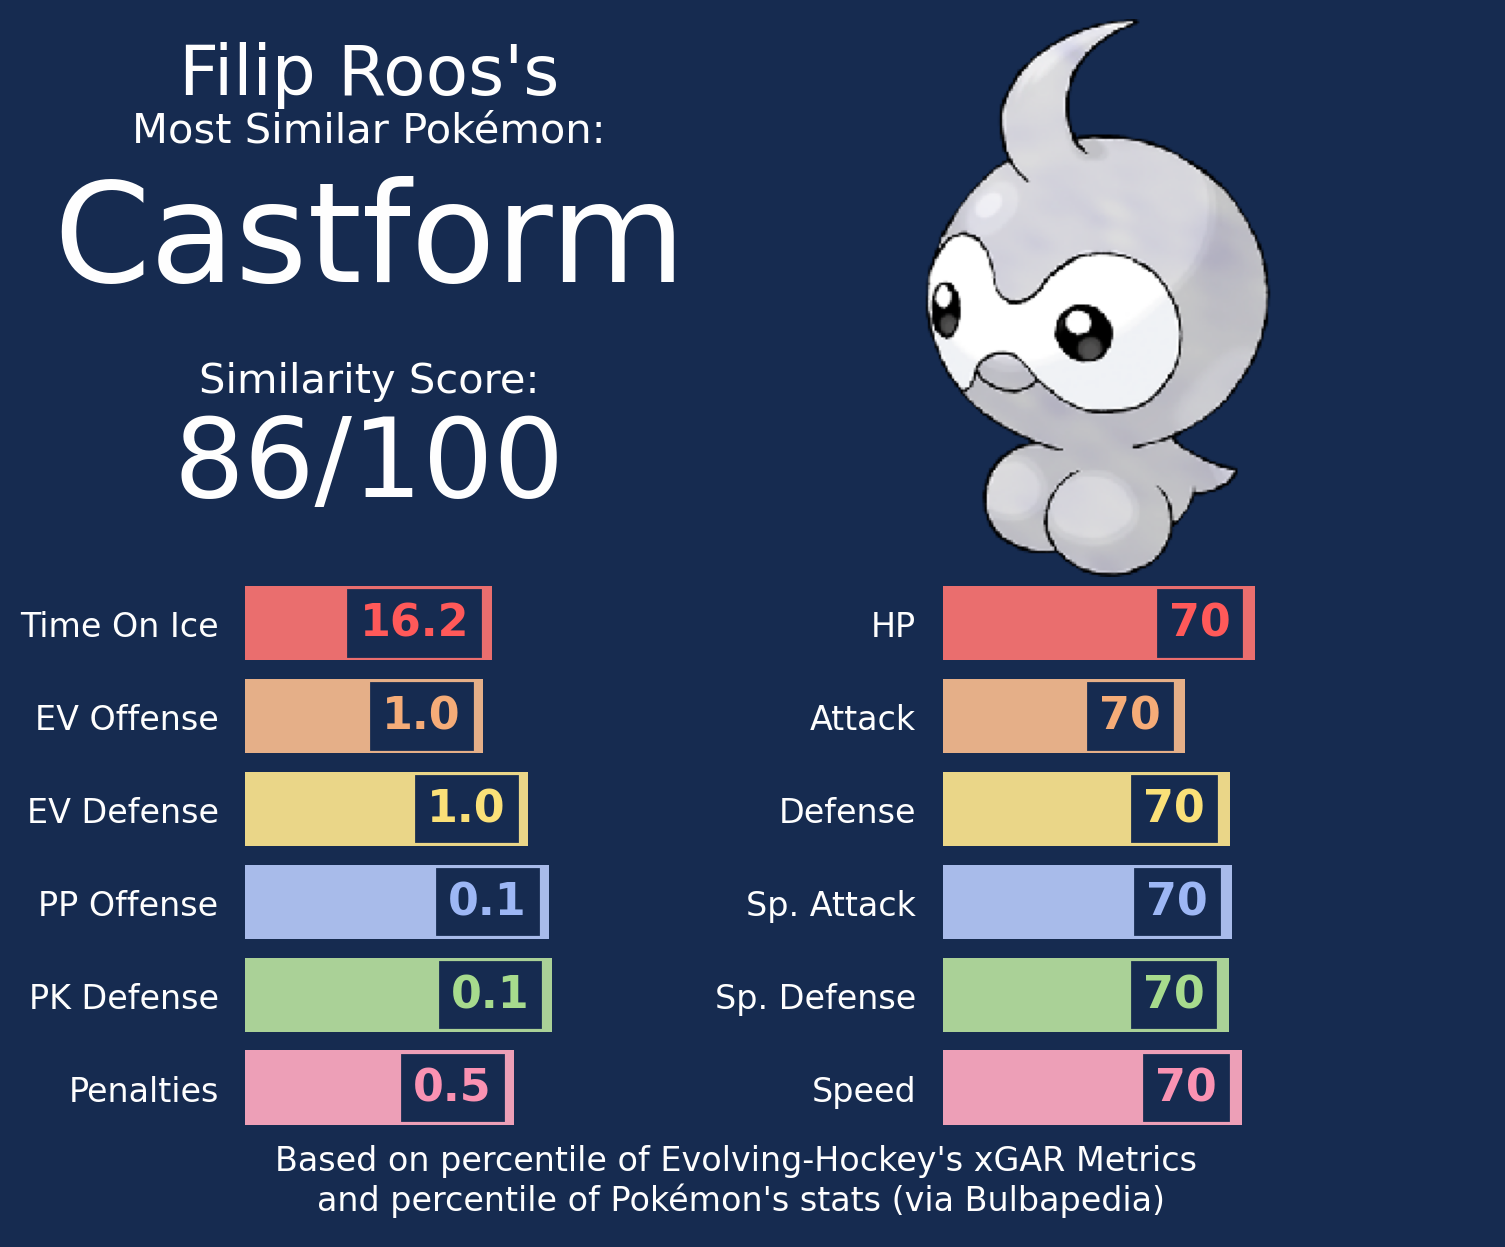 Filip Roos's
Most Similar Pokémon:
Castform
Similarity Score:
86/100
Time On Ice 16.2
EV Offense 1.0
EV Defense 1.0
PP Offense 0.1
PK Defense 0.1
Penalties 0.5
HP 70
Attack 70
Defense 70
Sp. Attack 70
Sp. Defense 70
Speed 70
Based on percentile of Evolving-Hockey's xGAR Metrics
and percentile of Pokémon's stats (via Bulbapedia)